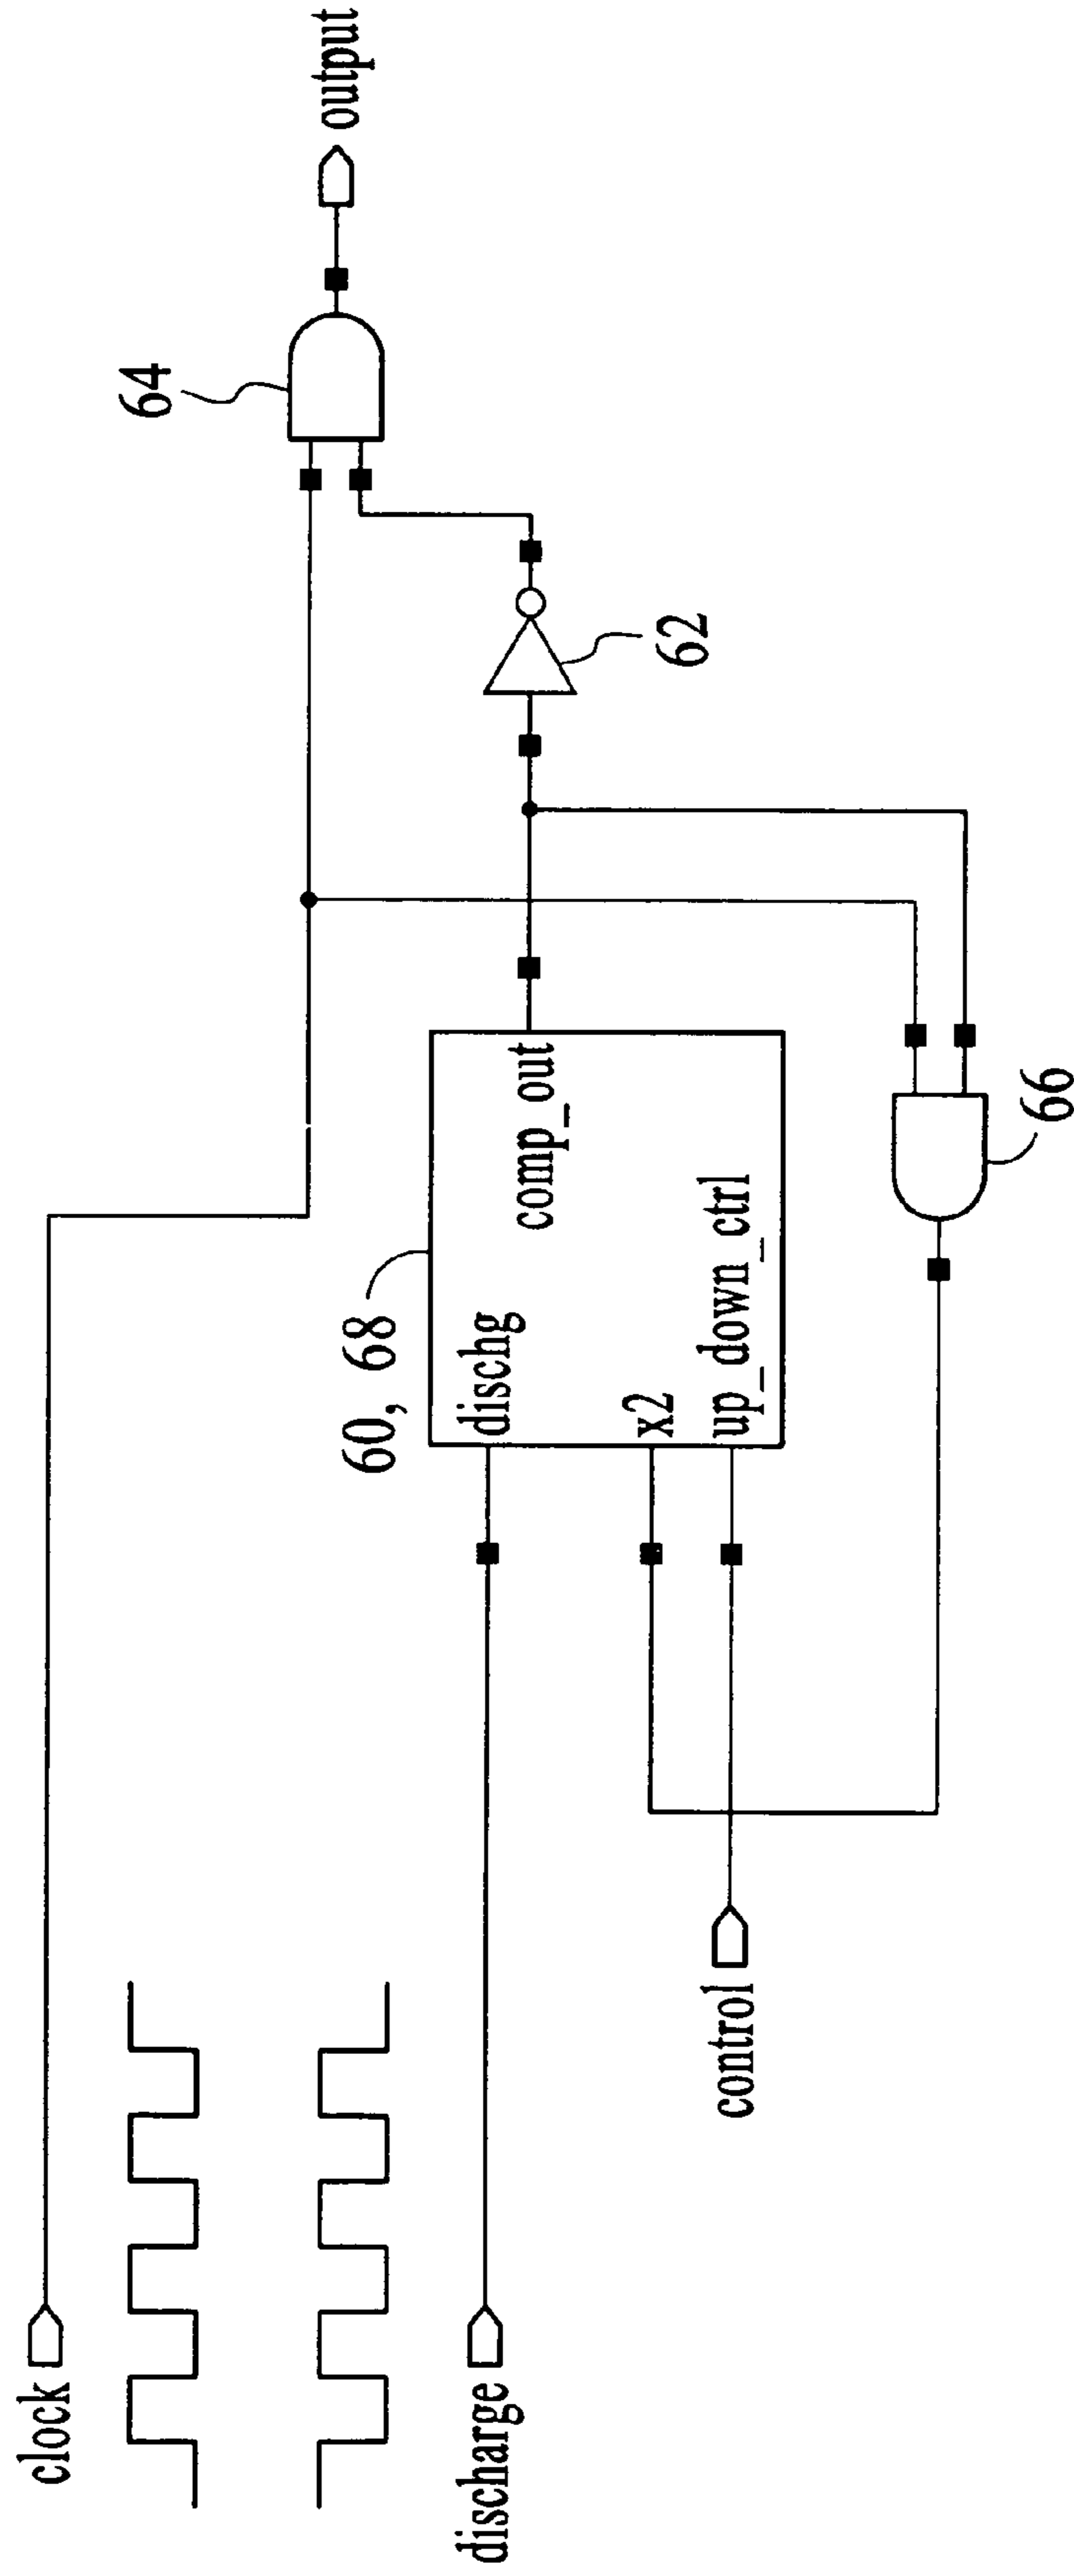 clock
discharge
control
60, 68
dischg
x2
up_down_ctrl
comp_out
62
64
66
output